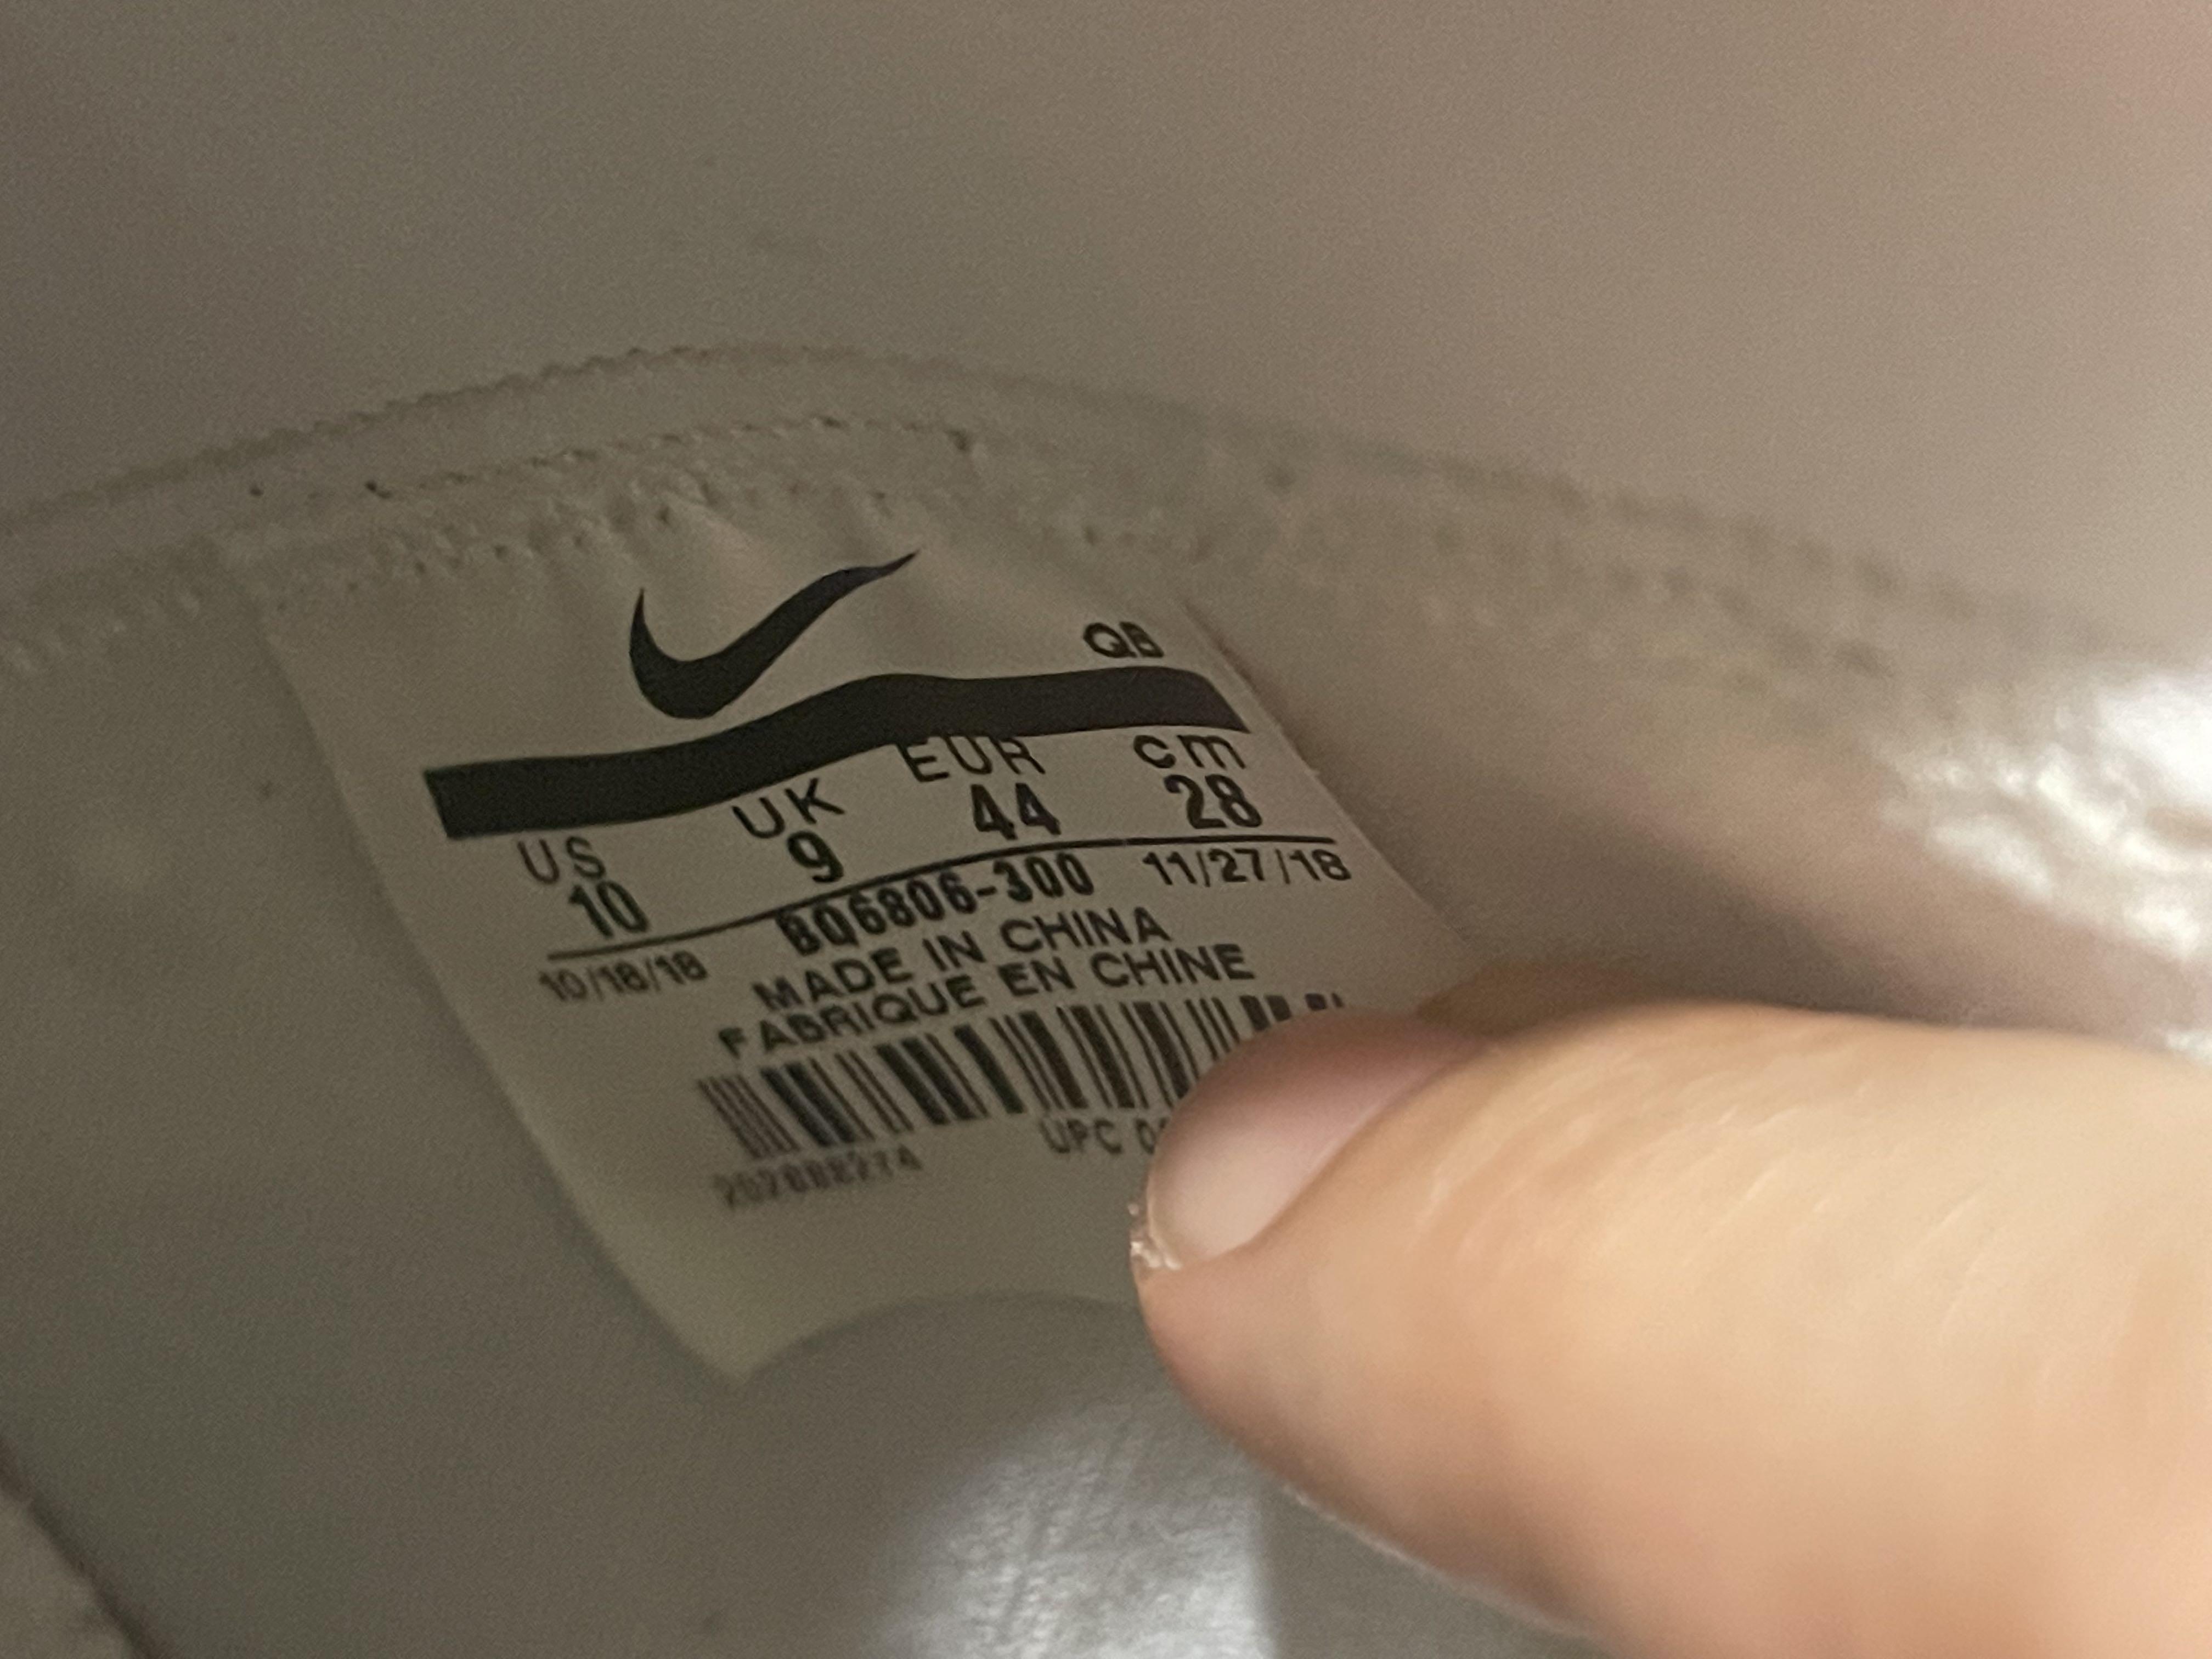 QB
US UK EUR cm
10 9 44 28
10/18/18 BQ6806-300 11/27/18
MADE IN CHINA
FABRIQUE EN CHINE
UPC